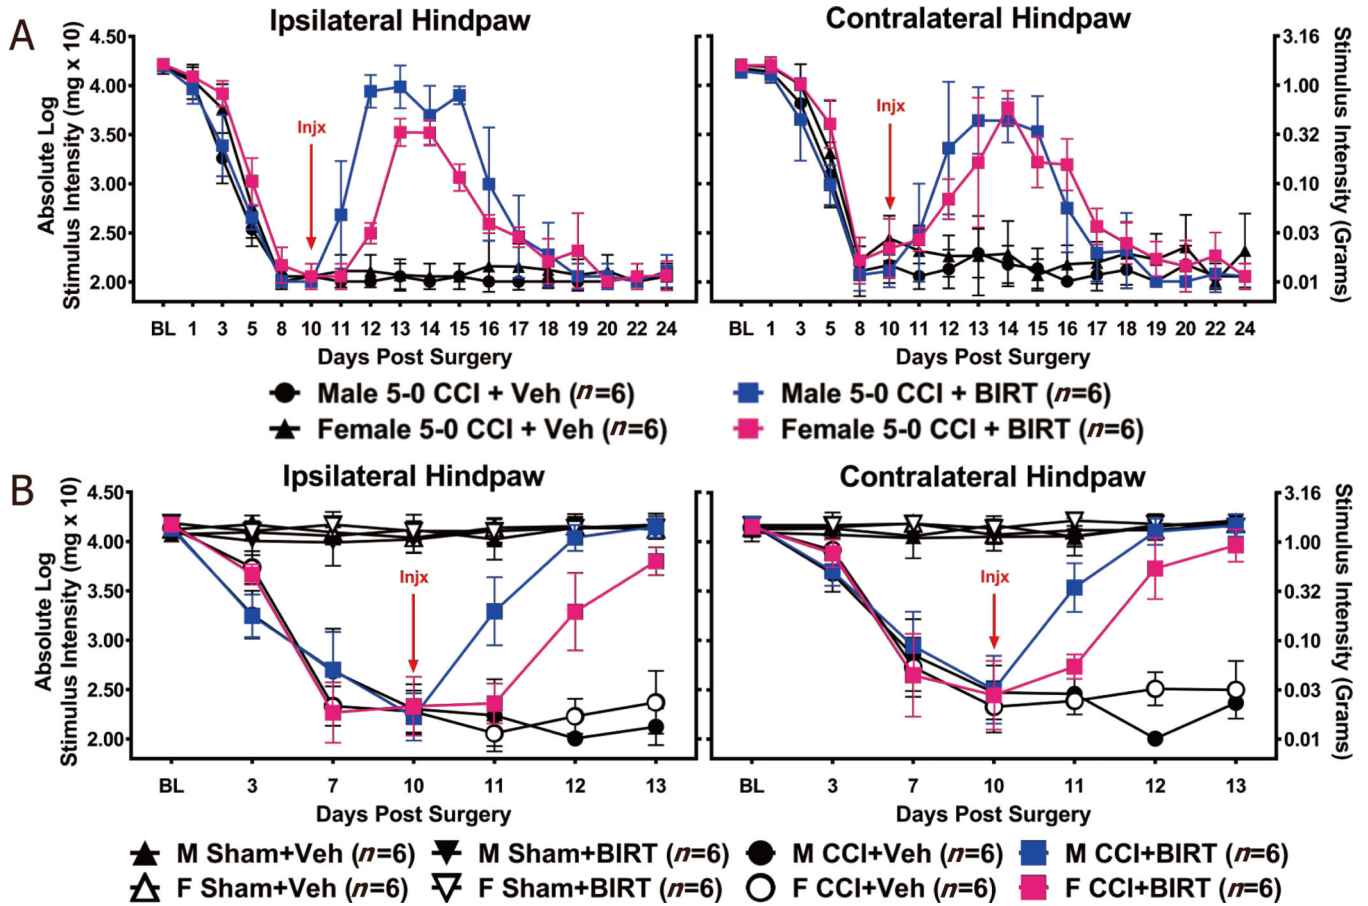 A
Ipsilateral Hindpaw
Contralateral Hindpaw
Absolute Log
Stimulus Intensity (mg x 10)
4.50
4.00
3.50
3.00
2.50
2.00
Injx
Injx
3.16
1.00
0.32
0.10
0.03
0.01
Stimulus Intensity (Grams)
BL 1 3 5 8 10 11 12 13 14 15 16 17 18 19 20 22 24
BL 1 3 5 8 10 11 12 13 14 15 16 17 18 19 20 22 24
Days Post Surgery
Days Post Surgery
Male 5-0 CCI + Veh (n=6)
Male 5-0 CCI + BIRT (n=6)
Female 5-0 CCI + Veh (n=6)
Female 5-0 CCI + BIRT (n=6)
B
Ipsilateral Hindpaw
Contralateral Hindpaw
Absolute Log
Stimulus Intensity (mg x 10)
4.50
4.00
3.50
3.00
2.50
2.00
Injx
Injx
3.16
1.00
0.32
0.10
0.03
0.01
Stimulus Intensity (Grams)
BL 3 7 10 11 12 13
BL 3 7 10 11 12 13
Days Post Surgery
Days Post Surgery
M Sham+Veh (n=6)
M Sham+BIRT (n=6)
M CCI+Veh (n=6)
M CCI+BIRT (n=6)
F Sham+Veh (n=6)
F Sham+BIRT (n=6)
F CCI+Veh (n=6)
F CCI+BIRT (n=6)